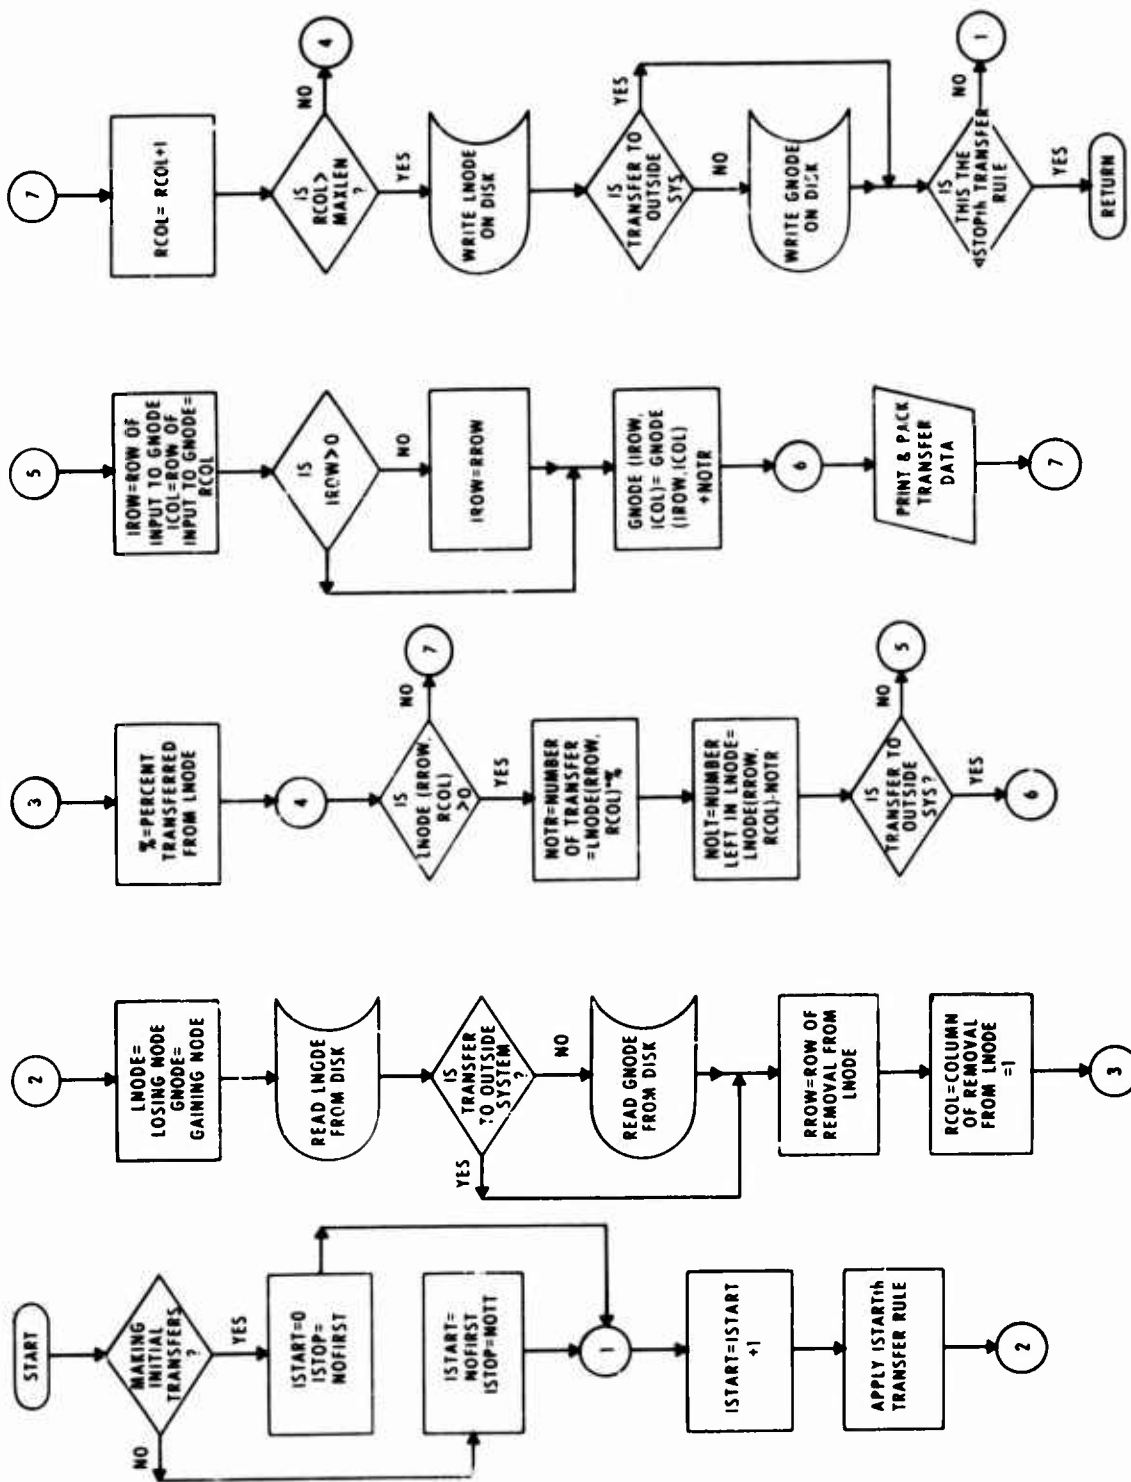 START
MAKING
INITIAL
TRANSFERS
?
NO
YES
ISTART=0
ISTOP=
NOFIRST
ISTART=
NOFIRST
ISTOP=NOTT
1
ISTART=ISTART
+1
APPLY ISTARTth
TRANSFER RULE
2
2
LNODE=
LOSING NODE
GNODE=
GAINING NODE
READ LNODE
FROM DISK
IS
TRANSFER
TO OUTSIDE
SYSTEM
?
YES
NO
READ GNODE
FROM DISK
RROW=ROW OF
REMOVAL FROM
LNODE
RCOL=COLUMN
OF REMOVAL
FROM LNODE
=1
3
3
%=PERCENT
TRANSFERRED
FROM LNODE
4
IS
LNODE (RROW,
RCOL)
>0
NO
7
YES
NOTR=NUMBER
OF TRANSFER
=LNODE(RROW,
RCOL)*%
NOLT=NUMBER
LEFT IN LNODE=
LNODE(RROW,
RCOL)-NOTR
IS
TRANSFER TO
OUTSIDE
SYS?
NO
5
YES
6
5
IROW=ROW OF
INPUT TO GNODE
ICOL=ROW OF
INPUT TO GNODE=
RCOL
IS
IROW>0
NO
IROW=RROW
GNODE (IROW,
ICOL)= GNODE
(IROW,ICOL)
+NOTR
6
PRINT & PACK
TRANSFER
DATA
7
7
RCOL= RCOL+1
IS
RCOL>
MAXLEN
?
NO
4
YES
WRITE LNODE
ON DISK
IS
TRANSFER TO
OUTSIDE
SYS
YES
NO
WRITE GNODE
ON DISK
IS
THIS THE
ISTOPth TRANSFER
RULE
NO
1
YES
RETURN